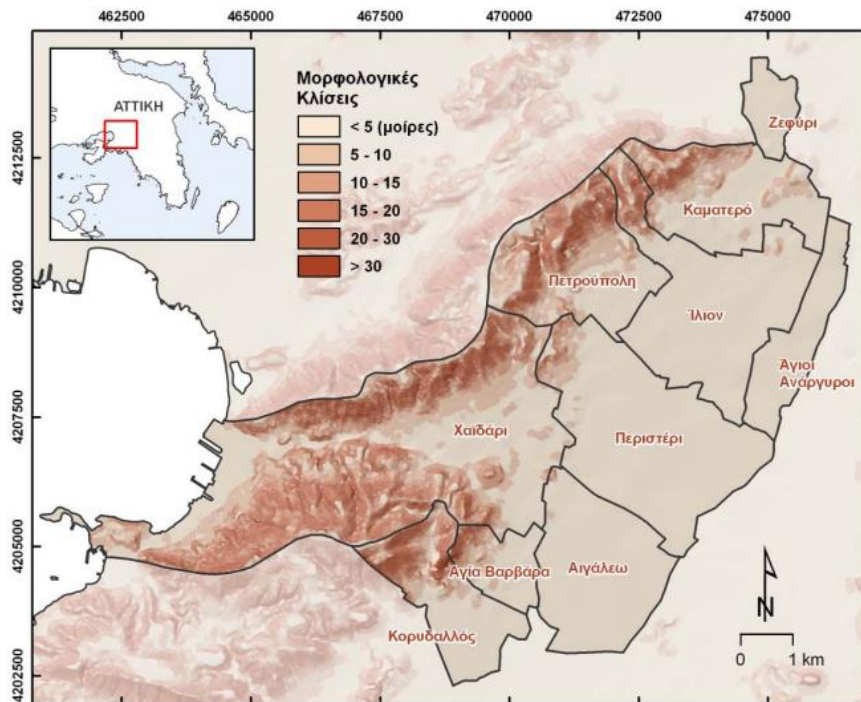 462500 465000 467500 470000 472500 475000
4212500
4210000
4207500
4205000
4202500
ΑΤΤΙΚΗ
Μορφολογικές
Κλίσεις
< 5 (μοίρες)
5 - 10
10 - 15
15 - 20
20 - 30
> 30
Ζεφύρι
Καματερό
Πετρούπολη
Ίλιον
Άγιοι
Ανάργυροι
Χαϊδάρι
Περιστέρι
Αγία Βαρβάρα
Αιγάλεω
Κορυδαλλός
N
0 1 km